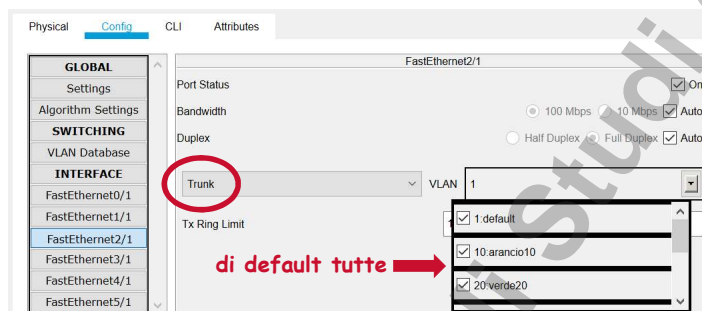 Physical Config CLI Attributes
GLOBAL
Settings
Algorithm Settings
SWITCHING
VLAN Database
INTERFACE
FastEthernet0/1
FastEthernet1/1
FastEthernet2/1
FastEthernet3/1
FastEthernet4/1
FastEthernet5/1
FastEthernet2/1
Port Status On
Bandwidth 100 Mbps 10 Mbps Auto
Duplex Half Duplex Full Duplex Auto
Trunk VLAN 1
Tx Ring Limit
1:default
10:arancio10
20:verde20
di default tutte
Studi